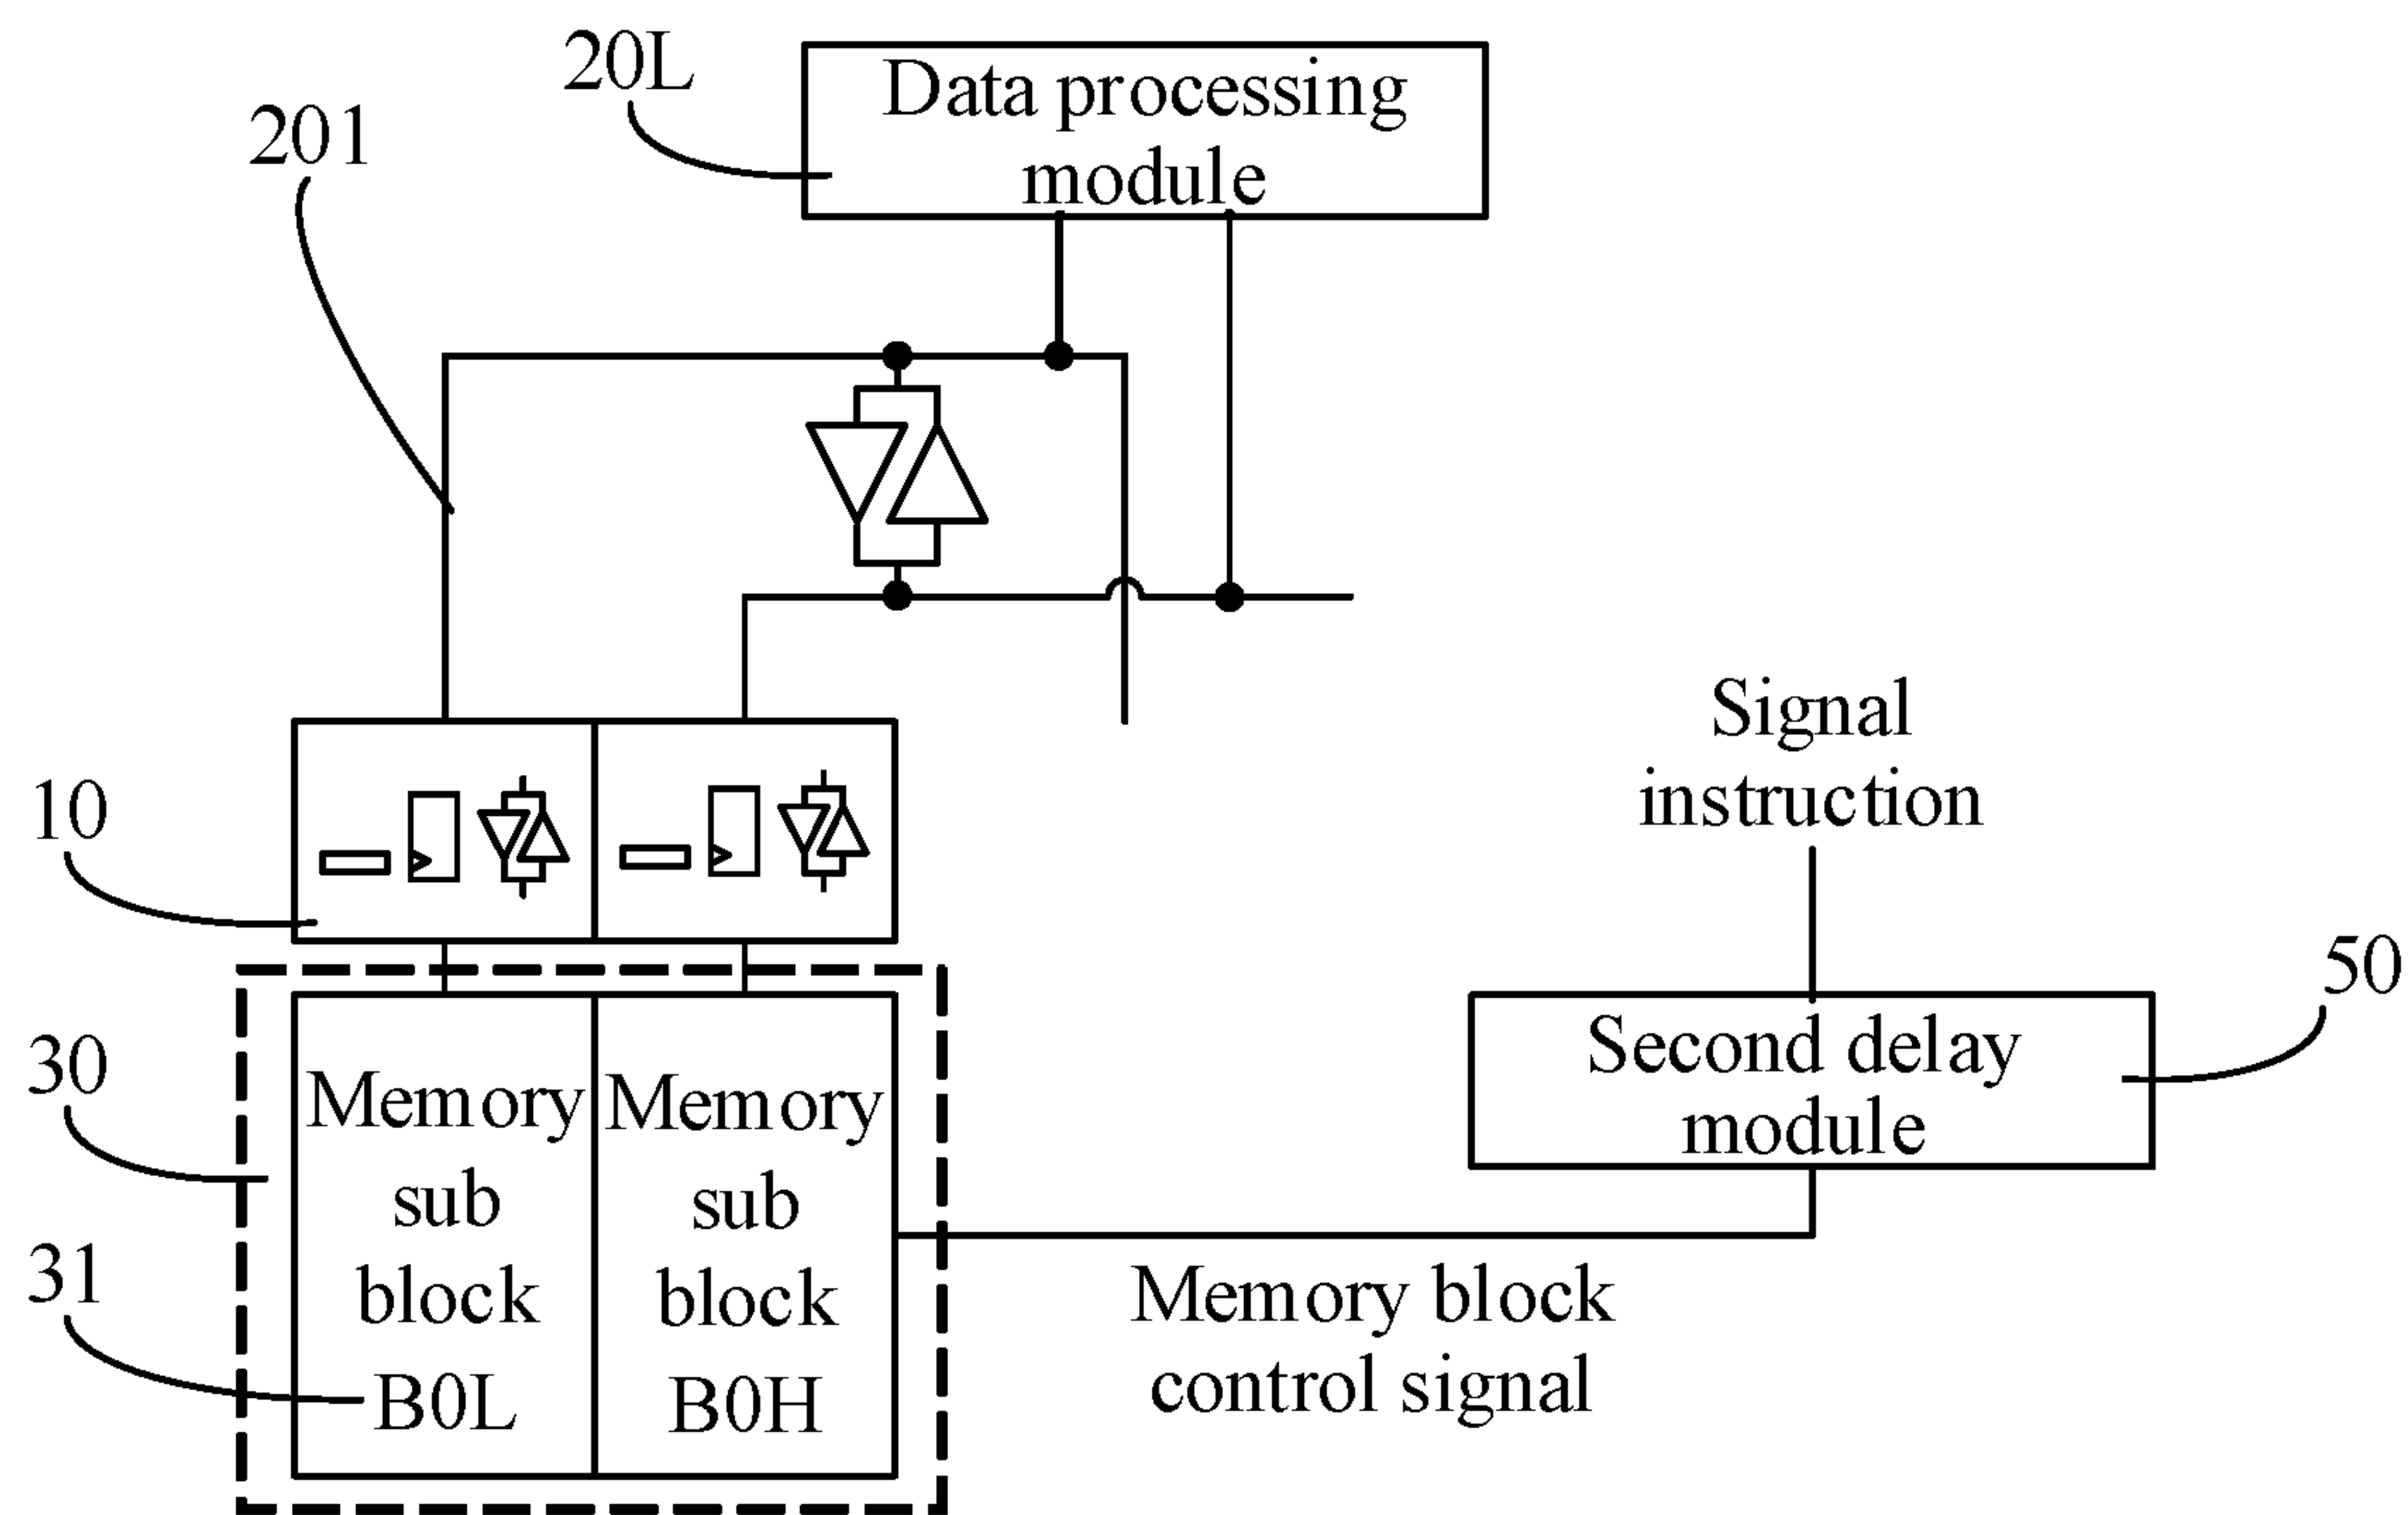 20L
Data processing
module
201
Signal
instruction
10
50
Second delay
module
30
Memory
sub
block
B0L
Memory
sub
block
B0H
31
Memory block
control signal